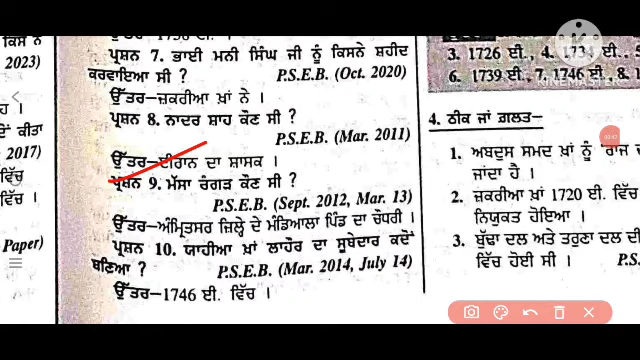 ਪ੍ਰਸ਼ਨ 7. ਭਾਈ ਮਨੀ ਸਿੰਘ ਜੀ ਨੂੰ ਕਿਸਨੇ ਸ਼ਹੀਦ
ਕਰਵਾਇਆ ਸੀ ? P.S.E.B. (Oct. 2020)
ਉੱਤਰ–ਜ਼ਕਰੀਆ ਖ਼ਾਂ ਨੇ ।
ਪ੍ਰਸ਼ਨ 8. ਨਾਦਰ ਸ਼ਾਹ ਕੌਣ ਸੀ ?
P.S.E.B. (Mar. 2011)
ਉੱਤਰ–ਈਰਾਨ ਦਾ ਸ਼ਾਸਕ ।
ਪ੍ਰਸ਼ਨ 9. ਮੱਸਾ ਰੰਗੜ ਕੌਣ ਸੀ ?
P.S.E.B. (Sept. 2012, Mar. 13)
ਉੱਤਰ–ਅੰਮ੍ਰਿਤਸਰ ਜ਼ਿਲ੍ਹੇ ਦੇ ਮੰਡਿਆਲਾ ਪਿੰਡ ਦਾ ਚੌਧਰੀ ।
ਪ੍ਰਸ਼ਨ 10. ਯਾਹੀਆ ਖ਼ਾਂ ਲਾਹੌਰ ਦਾ ਸੂਬੇਦਾਰ ਕਦੋਂ
ਬਣਿਆ ? P.S.E.B. (Mar. 2014, July 14)
ਉੱਤਰ–1746 ਈ. ਵਿੱਚ ।
2023)
ਕੀਤਾ
2017)
ਵਿੱਚ
ਵਿੱਚ ।
Paper)
3. 1726 ਈ., 4. 1734 ਈ., 5
6. 1739 ਈ., 7. 1746 ਈ., 8.
KINEMASTER
4. ਠੀਕ ਜਾਂ ਗ਼ਲਤ–
1. ਅਬਦੁਸ ਸਮਦ ਖ਼ਾਂ ਨੂੰ 'ਰਾਜ
ਜਾਂਦਾ ਹੈ ।
2. ਜ਼ਕਰੀਆ ਖ਼ਾਂ 1720 ਈ. ਵਿੱਚ
ਨਿਯੁਕਤ ਹੋਇਆ ।
3. ਬੁੱਢਾ ਦਲ ਅਤੇ ਤਰੁਣਾ ਦਲ ਦੀ
ਵਿੱਚ ਹੋਈ ਸੀ । P.S.